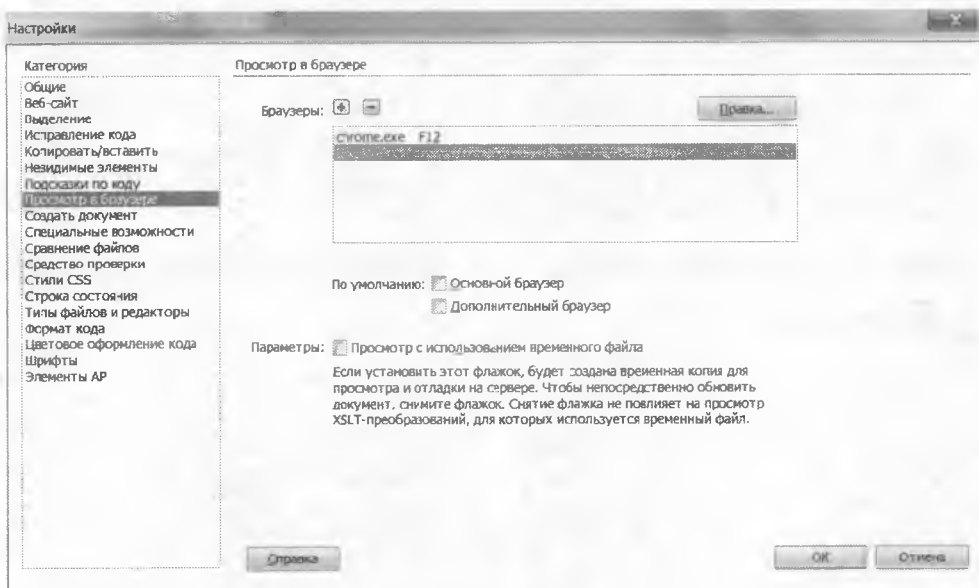 Настройки
Категория
Общие
Веб-сайт
Выделение
Исправление кода
Копировать/вставить
Невидимые элементы
Подсказки по коду
Просмотр в браузере
Создать документ
Специальные возможности
Сравнение файлов
Средство проверки
Стили CSS
Строка состояния
Типы файлов и редакторы
Формат кода
Цветовое оформление кода
Шрифты
Элементы AP
Просмотр в браузере
Браузеры:
Правка...
chrome.exe F12
По умолчанию: Основной браузер
Дополнительный браузер
Параметры: Просмотр с использованием временного файла
Если установить этот флажок, будет создана временная копия для
просмотра и отладки на сервере. Чтобы непосредственно обновить
документ, снимите флажок. Снятие флажка не повлияет на просмотр
XSLT-преобразований, для которых используется временный файл.
Справка
OK
Отмена